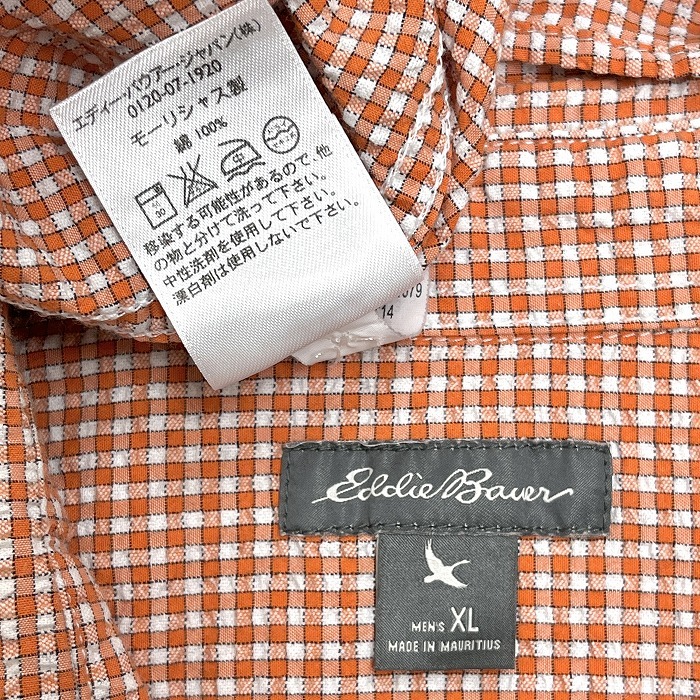 エディー・バウアー・ジャパン(株)
0120-07-1920
モーリシャス製
綿 100%
30
中
移染する可能性があるので、他
の物と分けて洗って下さい。
中性洗剤を使用して下さい。
漂白剤は使用しないで下さい。
14
Eddie Bauer
MEN'S XL
MADE IN MAURITIUS